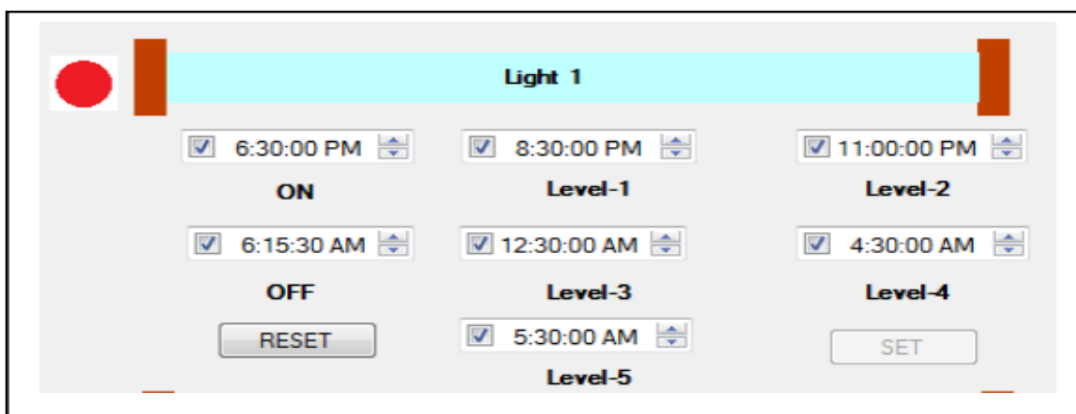 Light 1
6:30:00 PM 8:30:00 PM 11:00:00 PM
ON Level-1 Level-2
6:15:30 AM 12:30:00 AM 4:30:00 AM
OFF Level-3 Level-4
RESET 5:30:00 AM SET
Level-5